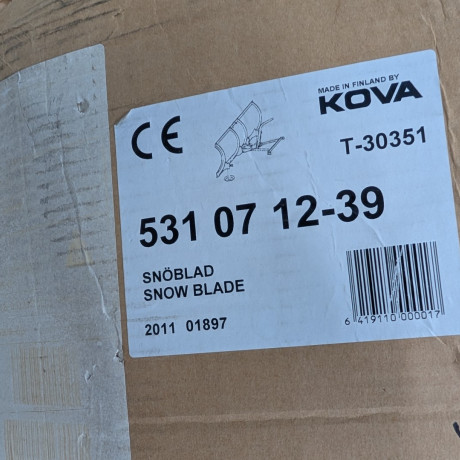 MADE IN FINLAND BY
KOVA
CE
T-30351
531 07 12-39
SNÖBLAD
SNOW BLADE
2011 01897
6 419110 000017